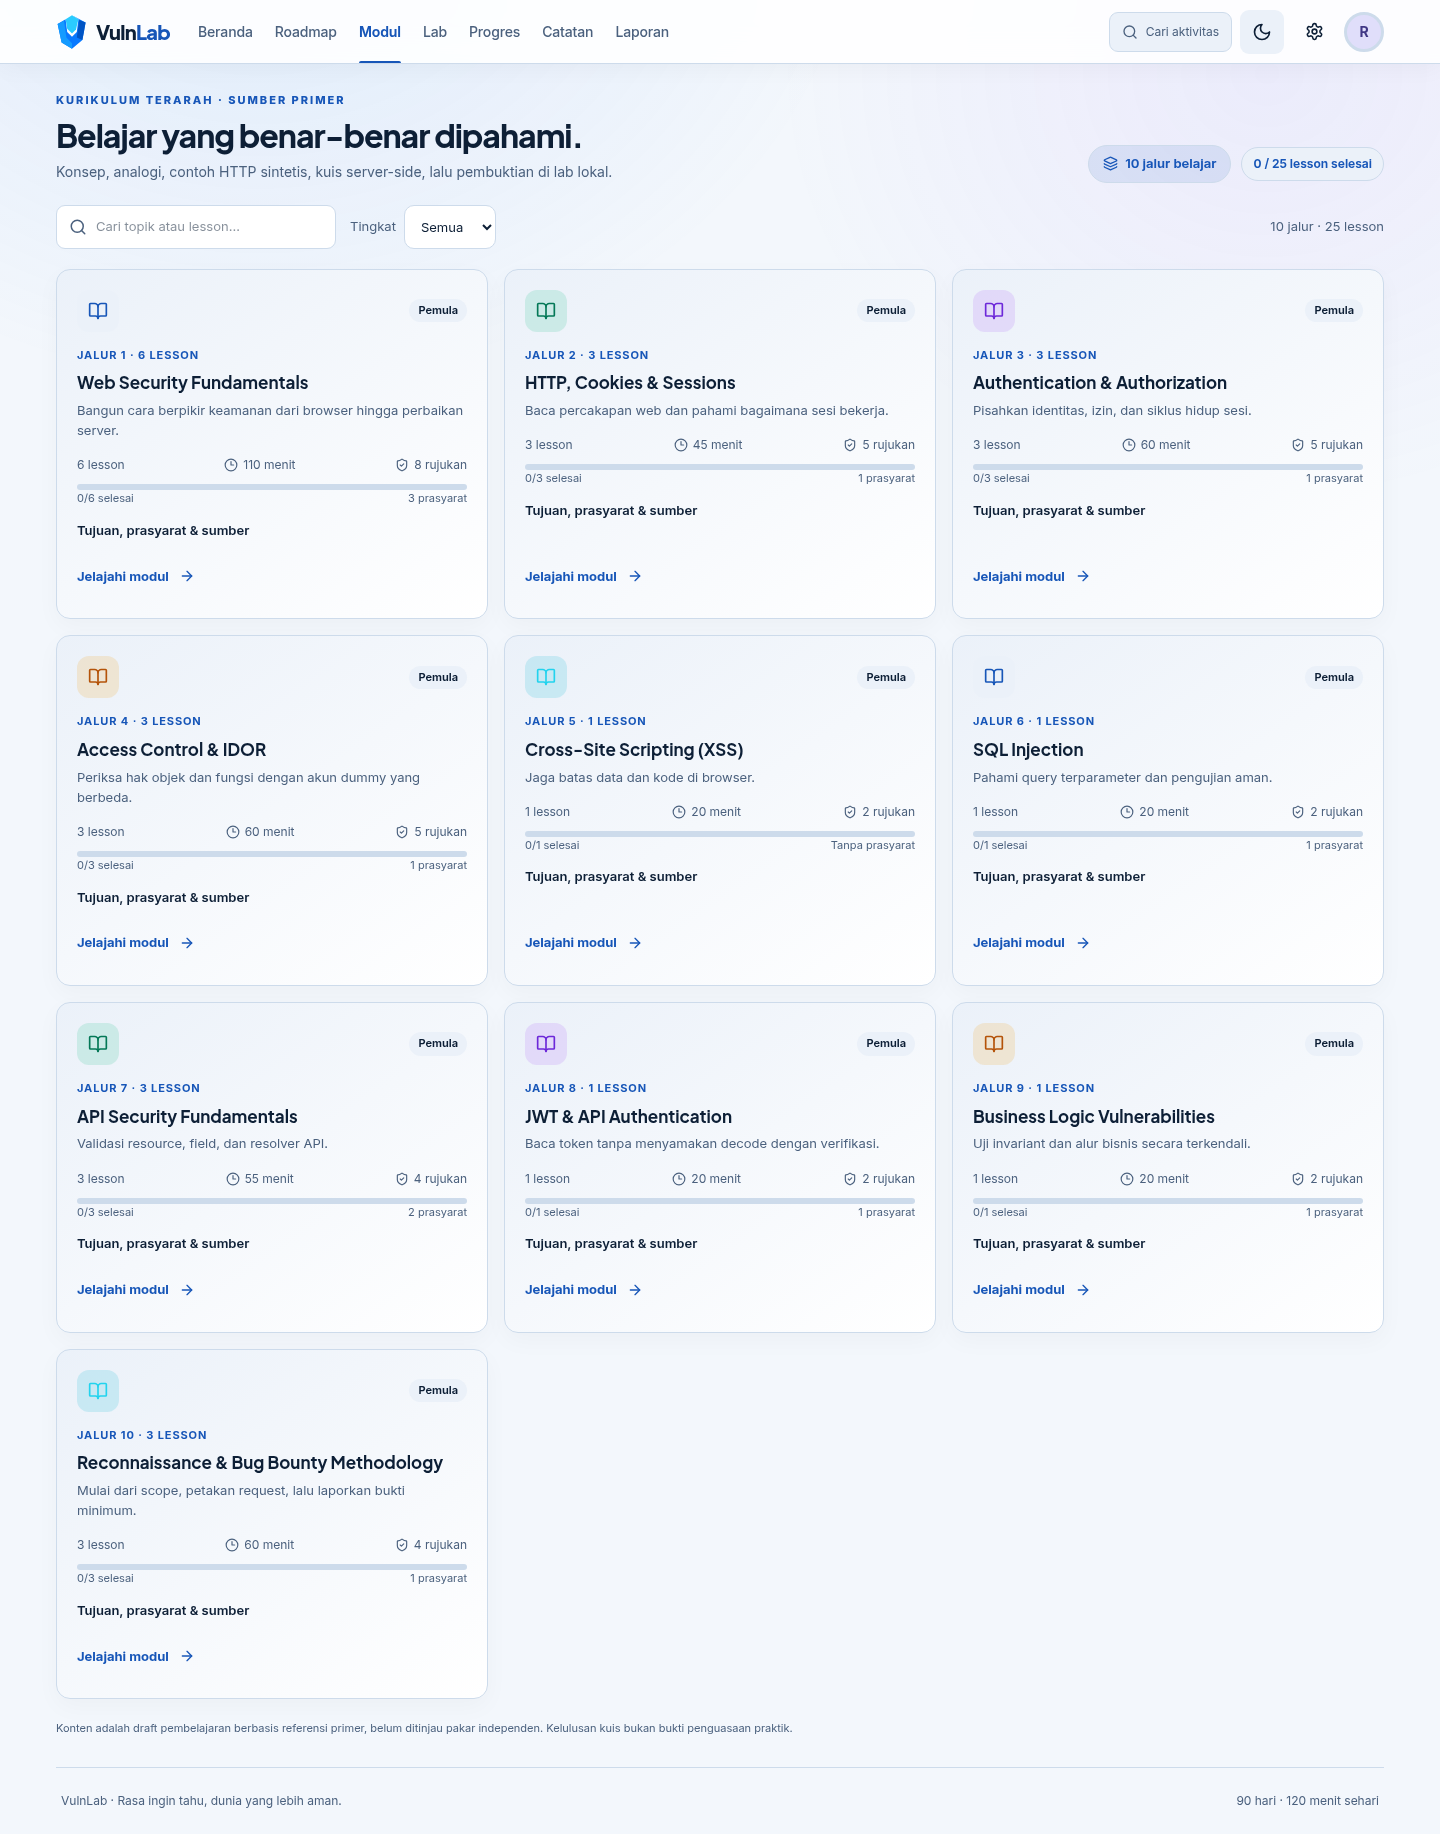 VulnLab Beranda Roadmap Modul Lab Progres Catatan Laporan Cari aktivitas R
KURIKULUM TERARAH · SUMBER PRIMER
Belajar yang benar-benar dipahami.
Konsep, analogi, contoh HTTP sintetis, kuis server-side, lalu pembuktian di lab lokal.
10 jalur belajar 0 / 25 lesson selesai
Cari topik atau lesson... Tingkat Semua 10 jalur · 25 lesson
Pemula
JALUR 1 · 6 LESSON
Web Security Fundamentals
Bangun cara berpikir keamanan dari browser hingga perbaikan
server.
6 lesson 110 menit 8 rujukan
0/6 selesai 3 prasyarat
Tujuan, prasyarat & sumber
Jelajahi modul
Pemula
JALUR 2 · 3 LESSON
HTTP, Cookies & Sessions
Baca percakapan web dan pahami bagaimana sesi bekerja.
3 lesson 45 menit 5 rujukan
0/3 selesai 1 prasyarat
Tujuan, prasyarat & sumber
Jelajahi modul
Pemula
JALUR 3 · 3 LESSON
Authentication & Authorization
Pisahkan identitas, izin, dan siklus hidup sesi.
3 lesson 60 menit 5 rujukan
0/3 selesai 1 prasyarat
Tujuan, prasyarat & sumber
Jelajahi modul
Pemula
JALUR 4 · 3 LESSON
Access Control & IDOR
Periksa hak objek dan fungsi dengan akun dummy yang
berbeda.
3 lesson 60 menit 5 rujukan
0/3 selesai 1 prasyarat
Tujuan, prasyarat & sumber
Jelajahi modul
Pemula
JALUR 5 · 1 LESSON
Cross-Site Scripting (XSS)
Jaga batas data dan kode di browser.
1 lesson 20 menit 2 rujukan
0/1 selesai Tanpa prasyarat
Tujuan, prasyarat & sumber
Jelajahi modul
Pemula
JALUR 6 · 1 LESSON
SQL Injection
Pahami query terparameter dan pengujian aman.
1 lesson 20 menit 2 rujukan
0/1 selesai 1 prasyarat
Tujuan, prasyarat & sumber
Jelajahi modul
Pemula
JALUR 7 · 3 LESSON
API Security Fundamentals
Validasi resource, field, dan resolver API.
3 lesson 55 menit 4 rujukan
0/3 selesai 2 prasyarat
Tujuan, prasyarat & sumber
Jelajahi modul
Pemula
JALUR 8 · 1 LESSON
JWT & API Authentication
Baca token tanpa menyamakan decode dengan verifikasi.
1 lesson 20 menit 2 rujukan
0/1 selesai 1 prasyarat
Tujuan, prasyarat & sumber
Jelajahi modul
Pemula
JALUR 9 · 1 LESSON
Business Logic Vulnerabilities
Uji invariant dan alur bisnis secara terkendali.
1 lesson 20 menit 2 rujukan
0/1 selesai 1 prasyarat
Tujuan, prasyarat & sumber
Jelajahi modul
Pemula
JALUR 10 · 3 LESSON
Reconnaissance & Bug Bounty Methodology
Mulai dari scope, petakan request, lalu laporkan bukti
minimum.
3 lesson 60 menit 4 rujukan
0/3 selesai 1 prasyarat
Tujuan, prasyarat & sumber
Jelajahi modul
Konten adalah draft pembelajaran berbasis referensi primer, belum ditinjau pakar independen. Kelulusan kuis bukan bukti penguasaan praktik.
VulnLab · Rasa ingin tahu, dunia yang lebih aman. 90 hari · 120 menit sehari